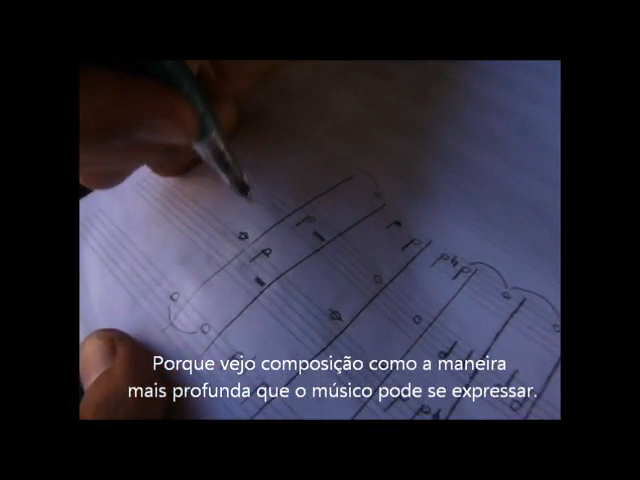 Porque vejo composição como a maneira
mais profunda que o músico pode se expressar.